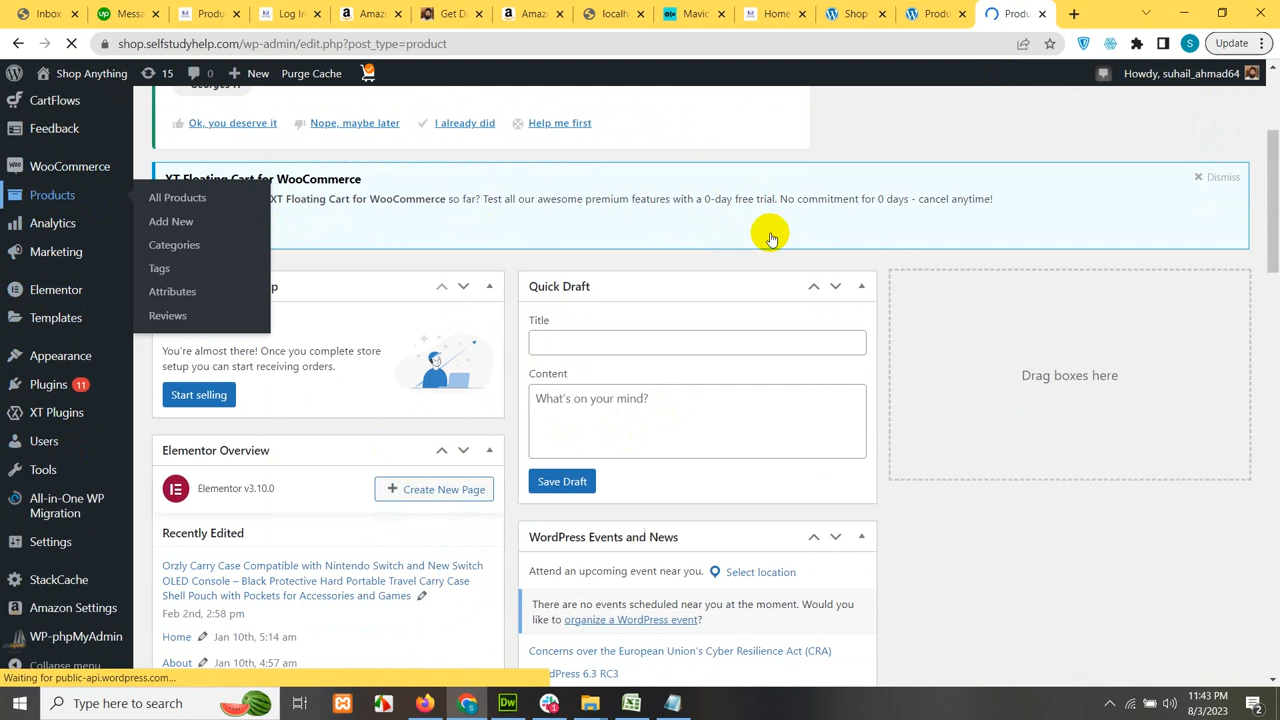 Inbox
Messa
Log In
Amazo
Get Da
Amazo
localh
Mavic
Home
Shop
Produ
Produ
shop.selfstudyhelp.com/wp-admin/edit.php?post_type=product
S
Update
Shop Anything
15
0
New
Purge Cache
Howdy, suhail_ahmad64
CartFlows
Feedback
WooCommerce
Products
Analytics
Marketing
Elementor
Templates
Appearance
Plugins 11
XT Plugins
Users
Tools
All-in-One WP
Migration
Settings
StackCache
Amazon Settings
WP-phpMyAdmin
Collapse menu
All Products
Add New
Categories
Tags
Attributes
Reviews
Ok, you deserve it
Nope, maybe later
I already did
Help me first
XT Floating Cart for WooCommerce
Dismiss
XT Floating Cart for WooCommerce so far? Test all our awesome premium features with a 0-day free trial. No commitment for 0 days - cancel anytime!
You're almost there! Once you complete store
setup you can start receiving orders.
Start selling
Elementor Overview
Elementor v3.10.0
Create New Page
Recently Edited
Orzly Carry Case Compatible with Nintendo Switch and New Switch
OLED Console – Black Protective Hard Portable Travel Carry Case
Shell Pouch with Pockets for Accessories and Games
Feb 2nd, 2:58 pm
Home Jan 10th, 5:14 am
About Jan 10th, 4:57 am
Quick Draft
Title
Content
What's on your mind?
Save Draft
WordPress Events and News
Attend an upcoming event near you. Select location
There are no events scheduled near you at the moment. Would you
like to organize a WordPress event?
Concerns over the European Union's Cyber Resilience Act (CRA)
WordPress 6.3 RC3
Drag boxes here
Waiting for public-api.wordpress.com...
Type here to search
11:43 PM
8/3/2023
2